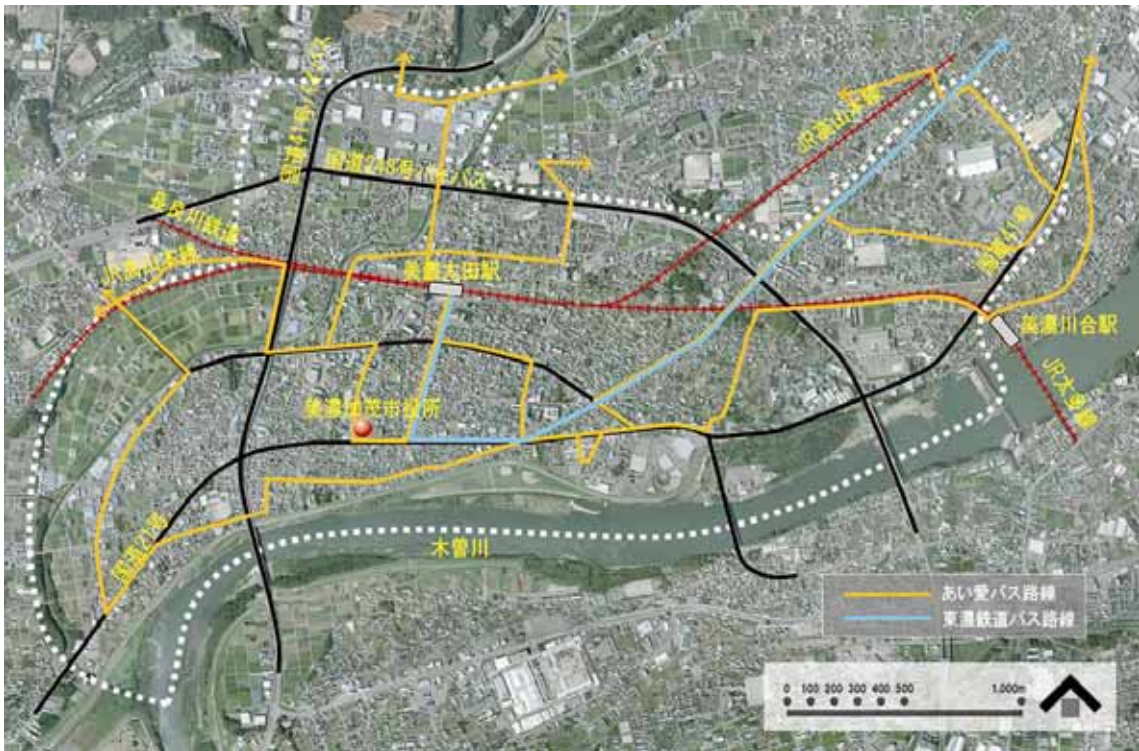 国道41号バイパス
JR高山本線
国道248号バイパス
長良川鉄道
JR高山本線
国道41号
美濃太田駅
美濃川合駅
JR太多線
美濃加茂市役所
国道21号
木曽川
あい愛バス路線
東濃鉄道バス路線
0 100 200 300 400 500 1,000m